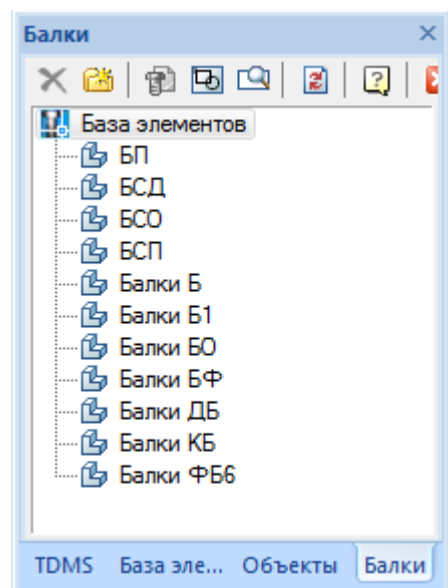 Балки
База элементов
БП
БСД
БСО
БСП
Балки Б
Балки Б1
Балки БО
Балки БФ
Балки ДБ
Балки КБ
Балки ФБ6
TDMS База эле... Объекты Балки